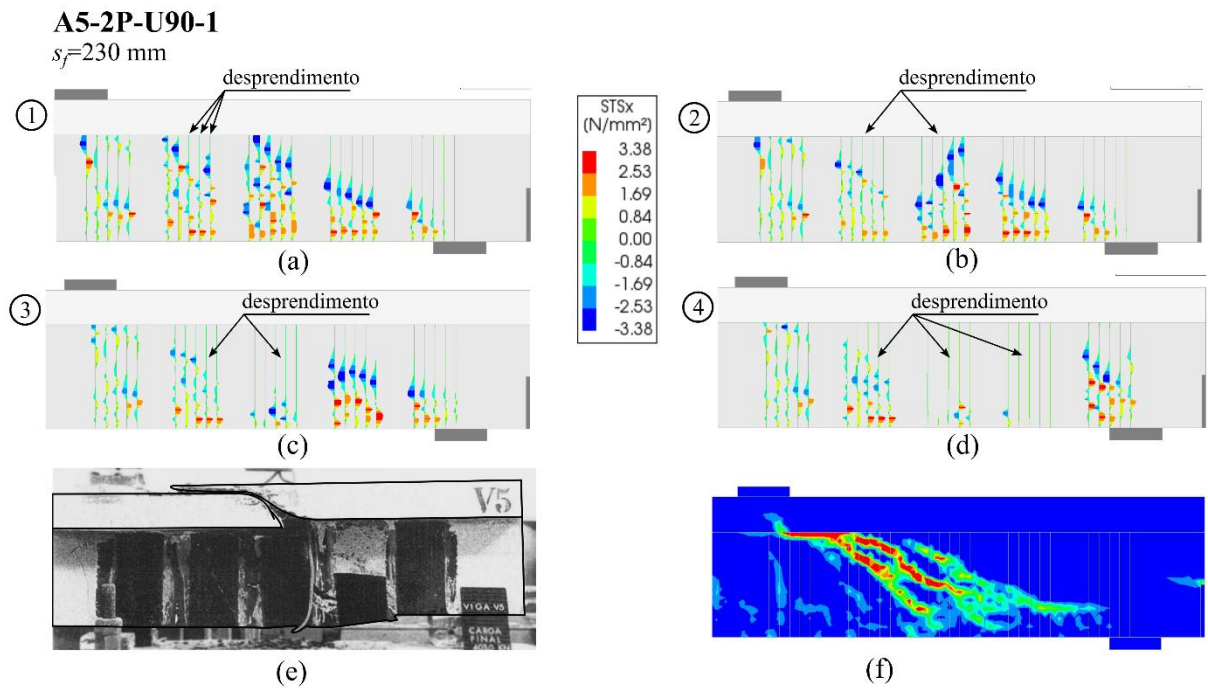 A5-2P-U90-1
s_f=230 mm
desprendimento
desprendimento
1
2
STSx
(N/mm²)
3.38
2.53
1.69
0.84
0.00
-0.84
-1.69
-2.53
-3.38
(a)
(b)
3
desprendimento
4
desprendimento
(c)
(d)
V5
VIGA V5
CARGA
FINAL
(e)
(f)